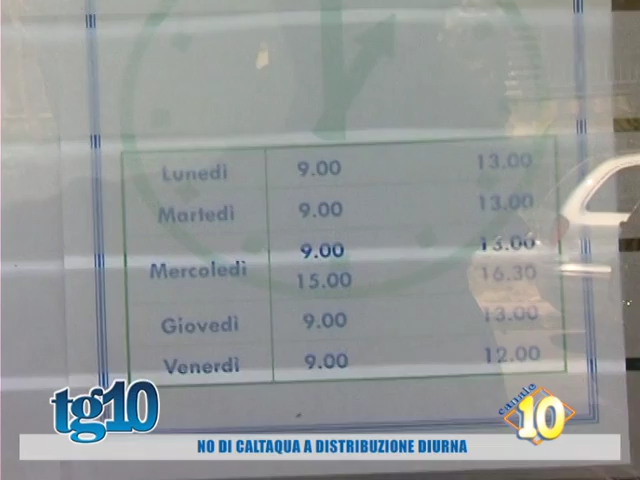 Lunedì 9.00 13.00
Martedì 9.00 13.00
9.00 13.00
Mercoledì
15.00 16.30
Giovedì 9.00 13.00
Venerdì 9.00 12.00
tg10
canale 10
NO DI CALTAQUA A DISTRIBUZIONE DIURNA